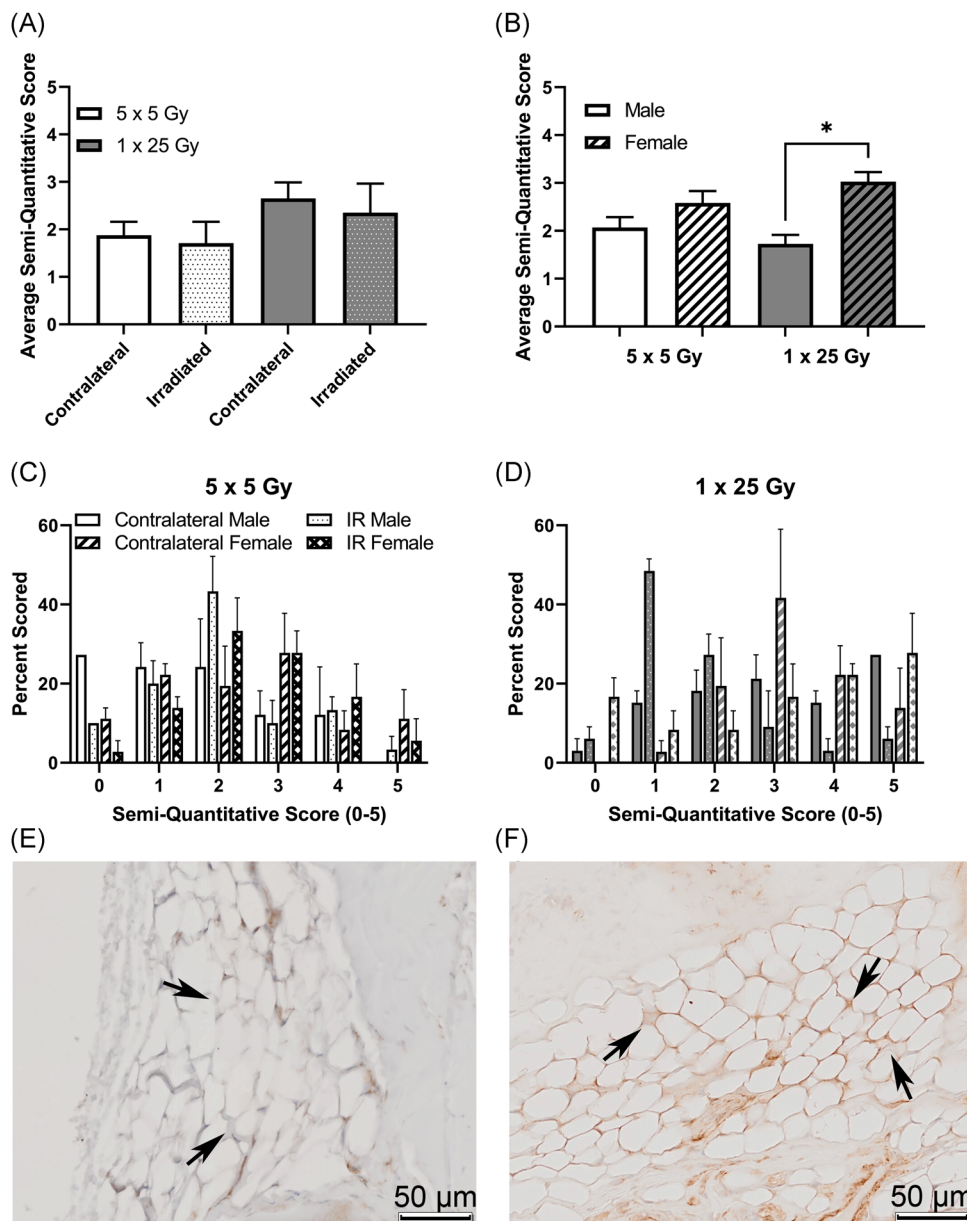 (A)
Average Semi-Quantitative Score
5
4
3
2
1
0
5 x 5 Gy
1 x 25 Gy
Contralateral
Irradiated
Contralateral
Irradiated
(B)
Average Semi-Quantitative Score
5
4
3
2
1
0
Male
Female
*
5 x 5 Gy
1 x 25 Gy
(C)
5 x 5 Gy
Contralateral Male
IR Male
Contralateral Female
IR Female
Percent Scored
60
40
20
0
0 1 2 3 4 5
Semi-Quantitative Score (0-5)
(D)
1 x 25 Gy
Percent Scored
60
40
20
0
0 1 2 3 4 5
Semi-Quantitative Score (0-5)
(E)
50 µm
(F)
50 µm